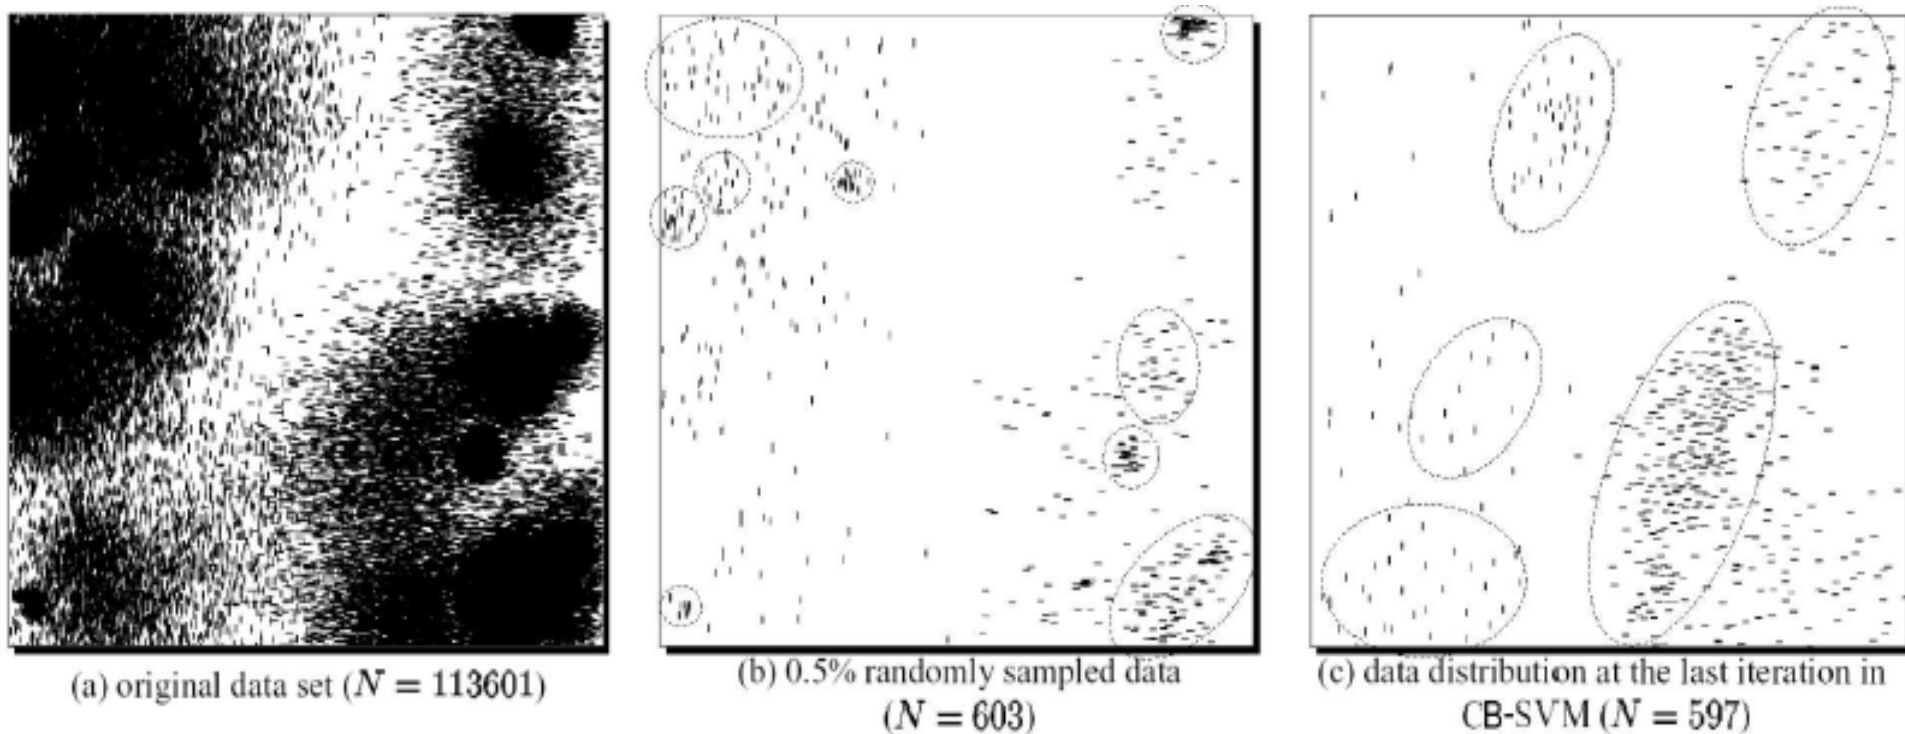 (a) original data set (N = 113601)
(b) 0.5% randomly sampled data
(N = 603)
(c) data distribution at the last iteration in
CB-SVM (N = 597)